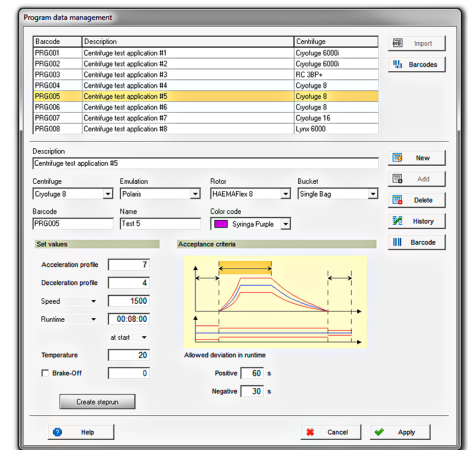 Program data management
Barcode Description Centrifuge
PRG001 Centrifuge test application #1 Cryofuge 6000i
PRG002 Centrifuge test application #2 Cryofuge 6000i
PRG003 Centrifuge test application #3 RC 3BP+
PRG004 Centrifuge test application #4 Cryofuge 8
PRG005 Centrifuge test application #5 Cryofuge 8
PRG006 Centrifuge test application #6 Cryofuge 8
PRG007 Centrifuge test application #7 Cryofuge 16
PRG008 Centrifuge test application #8 Lynx 6000
Import
Barcodes
Description
Centrifuge test application #5
Centrifuge Emulation Rotor Bucket
Cryofuge 8 Polaris HAEMAFlex 8 Single Bag
Barcode Name Color code
PRG005 Test 5 Syringa Purple
New
Add
Delete
History
Barcode
Set values
Acceleration profile 7
Deceleration profile 4
Speed 1500
Runtime 00:08:00
at start
Temperature 20
Brake-Off 0
Create steprun
Acceptance criteria
Allowed deviation in runtime
Positive 60 s
Negative 30 s
Help
Cancel
Apply